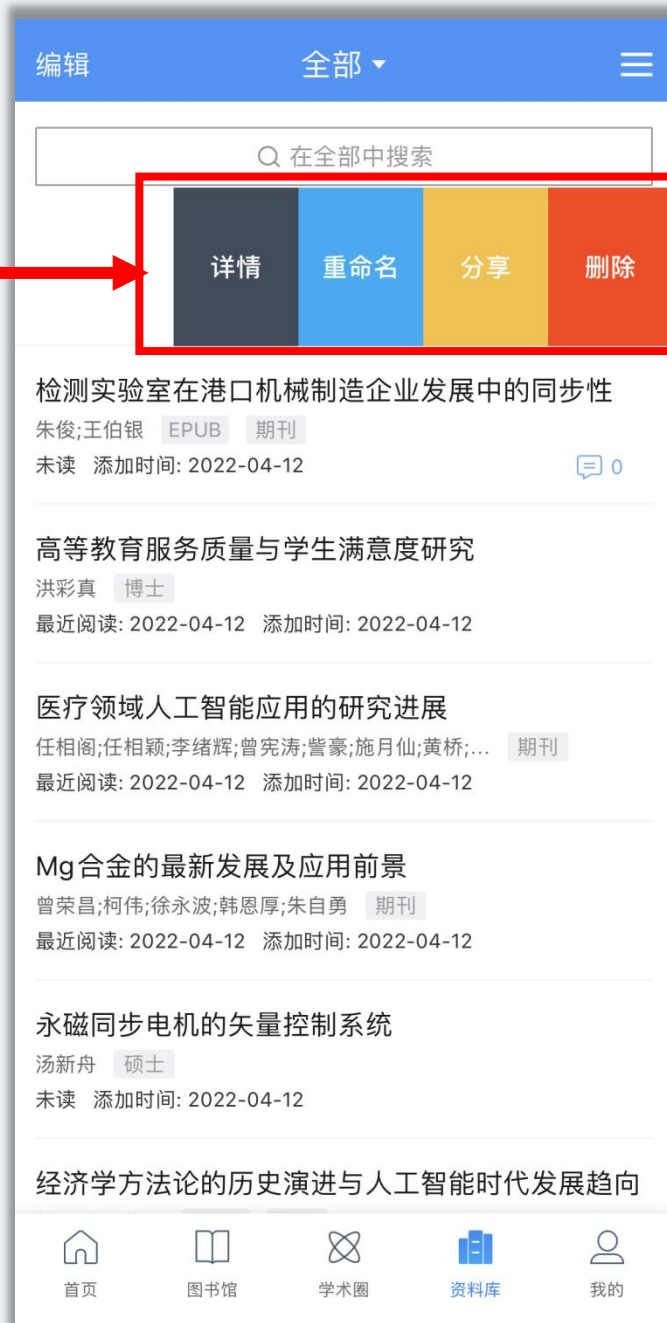 编辑
全部
在全部中搜索
详情 重命名 分享 删除
检测实验室在港口机械制造企业发展中的同步性
朱俊;王伯银 EPUB 期刊
未读 添加时间: 2022-04-12 0
高等教育服务质量与学生满意度研究
洪彩真 博士
最近阅读: 2022-04-12 添加时间: 2022-04-12
医疗领域人工智能应用的研究进展
任相阁;任相颖;李绪辉;曾宪涛;訾豪;施月仙;黄桥;... 期刊
最近阅读: 2022-04-12 添加时间: 2022-04-12
Mg合金的最新发展及应用前景
曾荣昌;柯伟;徐永波;韩恩厚;朱自勇 期刊
最近阅读: 2022-04-12 添加时间: 2022-04-12
永磁同步电机的矢量控制系统
汤新舟 硕士
未读 添加时间: 2022-04-12
经济学方法论的历史演进与人工智能时代发展趋向
首页 图书馆 学术圈 资料库 我的